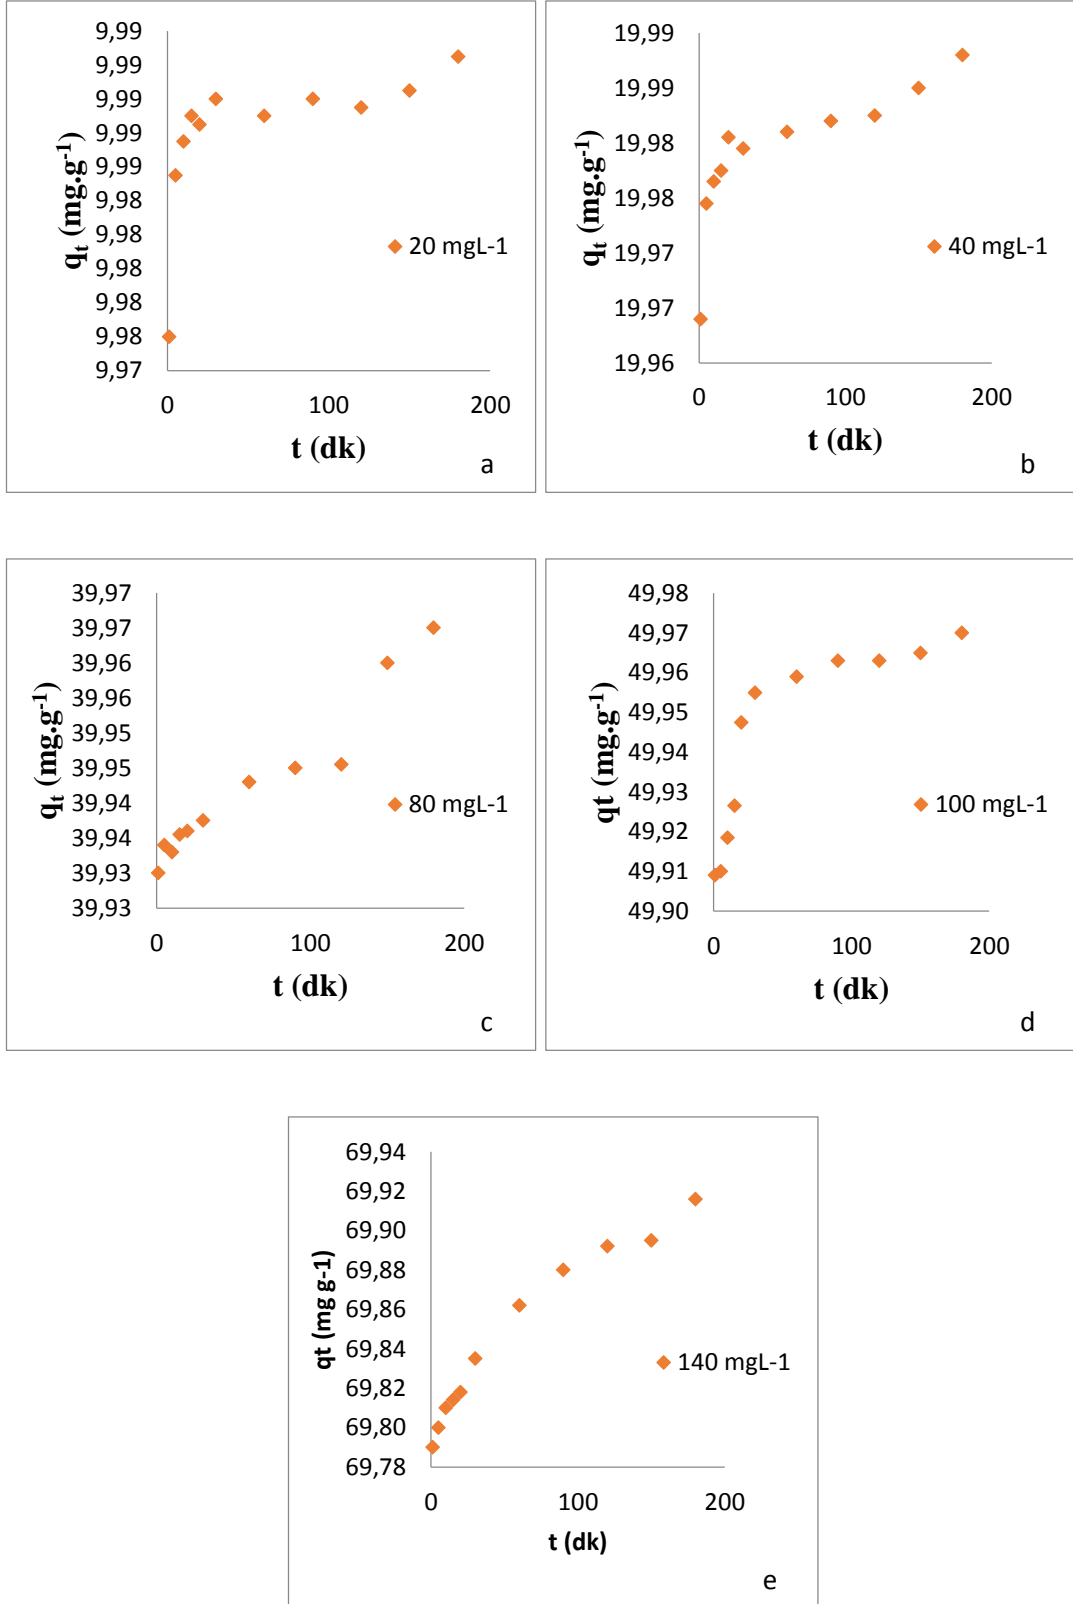 9,99
9,99
9,99
9,99
9,99
9,98
9,98
9,98
9,98
9,98
9,97
qt (mg.g-1)
20 mgL-1
0 100 200
t (dk)
a
19,99
19,99
19,98
19,98
19,97
19,97
19,96
qt (mg.g-1)
40 mgL-1
0 100 200
t (dk)
b
39,97
39,97
39,96
39,96
39,95
39,95
39,94
39,94
39,93
39,93
qt (mg.g-1)
80 mgL-1
0 100 200
t (dk)
c
49,98
49,97
49,96
49,95
49,94
49,93
49,92
49,91
49,90
qt (mg.g-1)
100 mgL-1
0 100 200
t (dk)
d
69,94
69,92
69,90
69,88
69,86
69,84
69,82
69,80
69,78
qt (mg g-1)
140 mgL-1
0 100 200
t (dk)
e